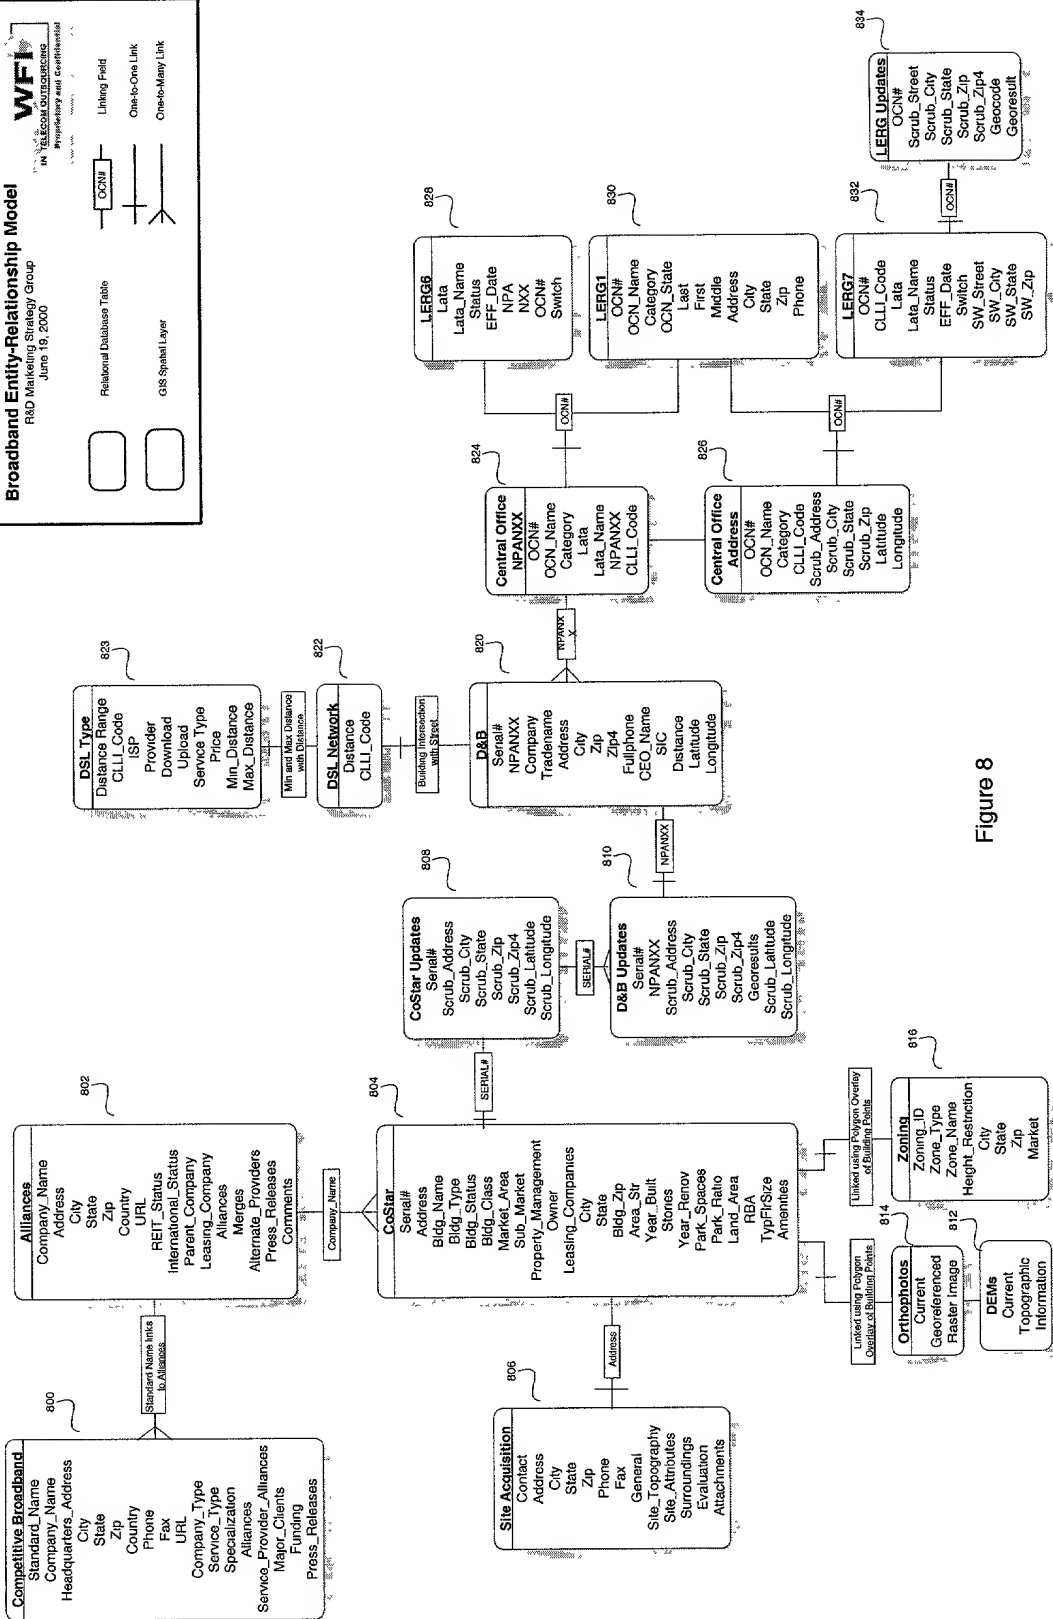 Broadband Entity-Relationship Model
R&D Marketing Strategy Group
June 19, 2000
WFI
IN TELECOM OUTSOURCING
Proprietary and Confidential
Relational Database Table
GIS Spatial Layer
OCN#
Linking Field
One-to-One Link
One-to-Many Link
800
Competitive Broadband
Standard_Name
Company_Name
Headquarters_Address
City
State
Zip
Country
Phone
Fax
URL
Company_Type
Service_Type
Specialization
Alliances
Service_Provider_Alliances
Major_Clients
Funding
Press_Releases
Standard Name links
to Alliances
802
Alliances
Company_Name
Address
City
State
Zip
Country
URL
REIT_Status
International_Status
Parent_Company
Leasing_Company
Alliances
Merges
Alternate_Providers
Press_Releases
Comments
Company_Name
806
Site Acquisition
Contact
Address
City
State
Zip
Phone
Fax
General
Site_Topography
Site_Attributes
Surroundings
Evaluation
Attachments
Address
804
CoStar
Serial#
Address
Bldg_Name
Bldg_Type
Bldg_Status
Bldg_Class
Market_Area
Sub_Market
Property_Management
Owner
Leasing_Companies
City
State
Bldg_Zip
Area_Str
Year_Built
Stories
Year_Renov
Park_Spaces
Park_Ratio
Land_Area
RBA
TypFlrSize
Amenities
SERIAL#
Linked using Polygon
Overlay of Building Points
814
Orthophotos
Current
Georeferenced
Raster Image
812
DEMs
Current
Topographic
Information
Linked using Polygon Overlay
of Building Points
816
Zoning
Zoning_ID
Zone_Type
Zone_Name
Height_Restriction
City
State
Zip
Market
808
CoStar Updates
Serial#
Scrub_Address
Scrub_City
Scrub_State
Scrub_Zip
Scrub_Zip4
Scrub_Latitude
Scrub_Longitude
SERIAL#
810
D&B Updates
Serial#
NPANXX
Scrub_Address
Scrub_City
Scrub_State
Scrub_Zip
Scrub_Zip4
Georesults
Scrub_Latitude
Scrub_Longitude
NPANXX
823
DSL Type
Distance Range
CLLI_Code
ISP
Provider
Download
Upload
Service Type
Price
Min_Distance
Max_Distance
Min and Max Distance
with Distance
822
DSL Network
Distance
CLLI_Code
Building Intersection
with Street
820
D&B
Serial#
NPANXX
Company
Tradename
Address
City
Zip
Zip4
Fullphone
CEO_Name
SIC
Distance
Latitude
Longitude
NPANX
X
824
Central Office
NPANXX
OCN#
OCN_Name
Category
Lata
Lata_Name
NPANXX
CLLI_Code
OCN#
826
Central Office
Address
OCN#
OCN_Name
Category
CLLI_Code
Scrub_Address
Scrub_City
Scrub_State
Scrub_Zip
Latitude
Longitude
OCN#
828
LERG6
Lata
Lata_Name
Status
EFF_Date
NPA
NXX
OCN#
Switch
830
LERG1
OCN#
OCN_Name
Category
OCN_State
Last
First
Middle
Address
City
State
Zip
Phone
832
LERG7
OCN#
CLLI_Code
Lata
Lata_Name
Status
EFF_Date
Switch
SW_Street
SW_City
SW_State
SW_Zip
OCN#
834
LERG Updates
OCN#
Scrub_Street
Scrub_City
Scrub_State
Scrub_Zip
Scrub_Zip4
Geocode
Georesult
Figure 8